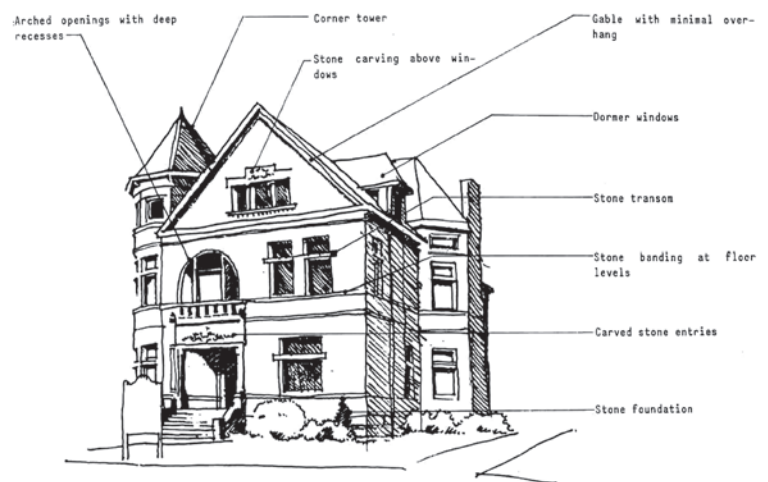 Arched openings with deep
recesses
Corner tower
Stone carving above win-
dows
Gable with minimal over-
hang
Dormer windows
Stone transom
Stone banding at floor
levels
Carved stone entries
Stone foundation